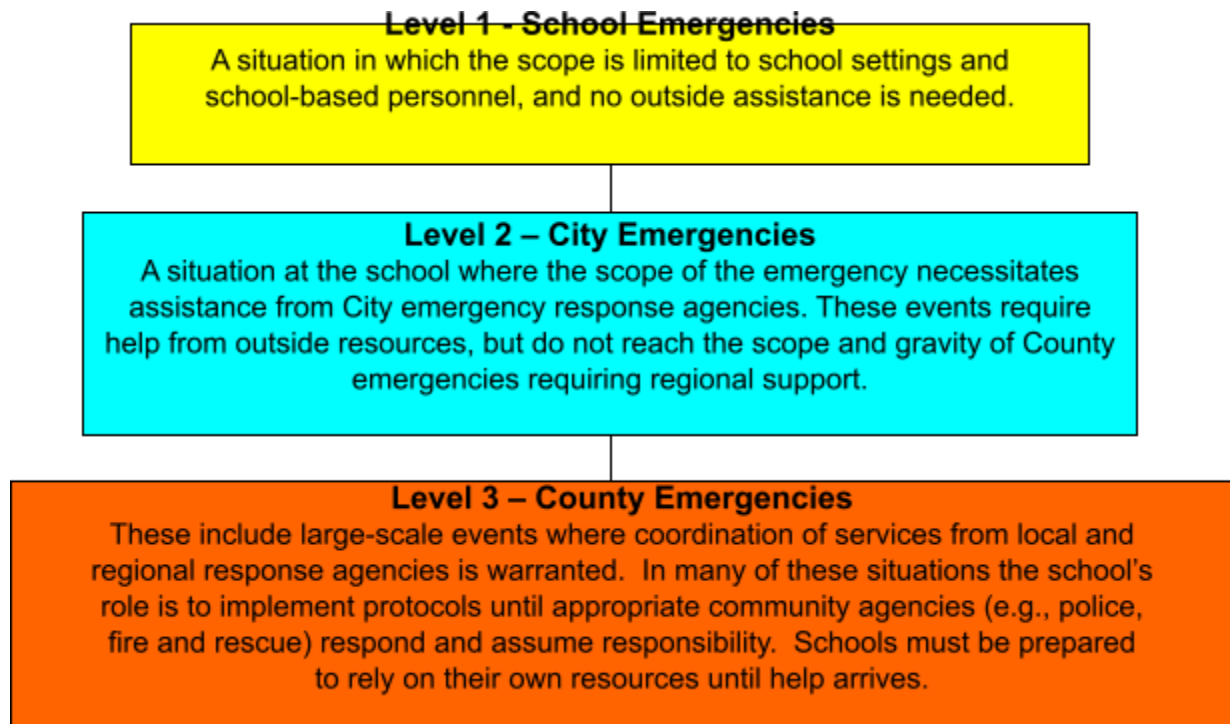 Level 1 - School Emergencies
A situation in which the scope is limited to school settings and
school-based personnel, and no outside assistance is needed.
Level 2 – City Emergencies
A situation at the school where the scope of the emergency necessitates
assistance from City emergency response agencies. These events require
help from outside resources, but do not reach the scope and gravity of County
emergencies requiring regional support.
Level 3 – County Emergencies
These include large-scale events where coordination of services from local and
regional response agencies is warranted.  In many of these situations the school’s
role is to implement protocols until appropriate community agencies (e.g., police,
fire and rescue) respond and assume responsibility.  Schools must be prepared
to rely on their own resources until help arrives.